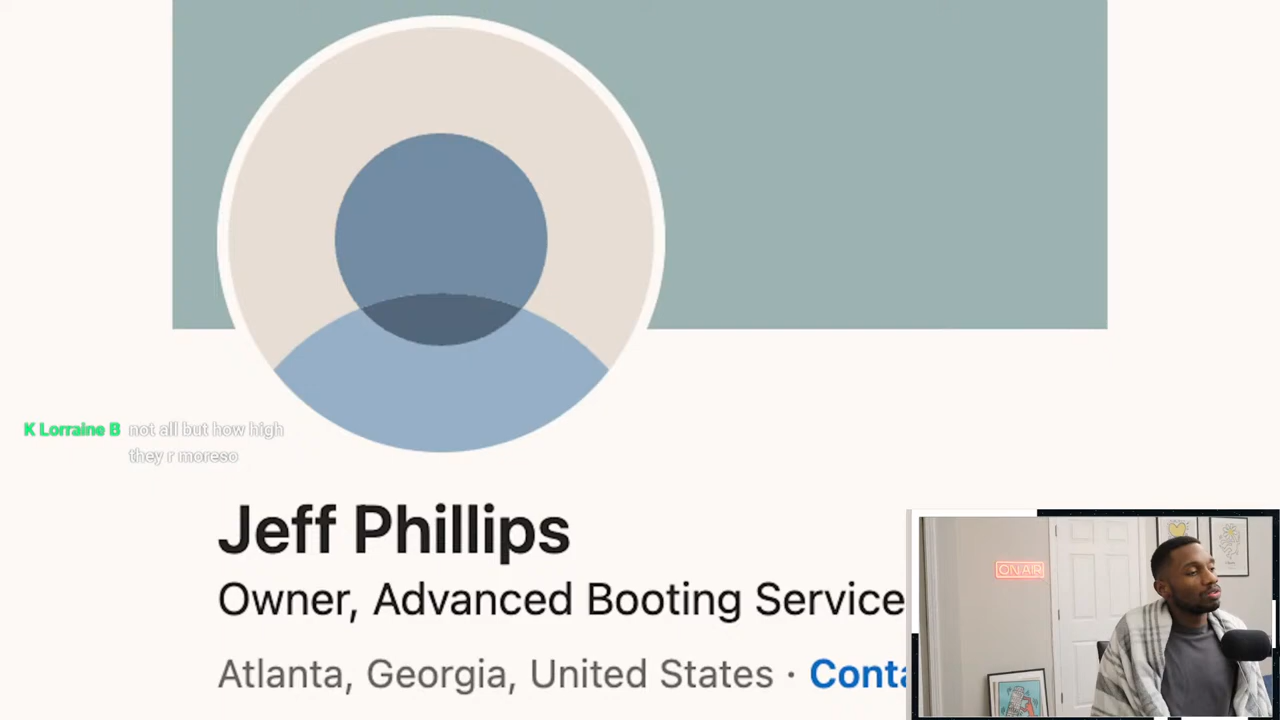 K Lorraine B not all but how high
they r moreso
Jeff Phillips
Owner, Advanced Booting Service
Atlanta, Georgia, United States · Conta
ON AIR